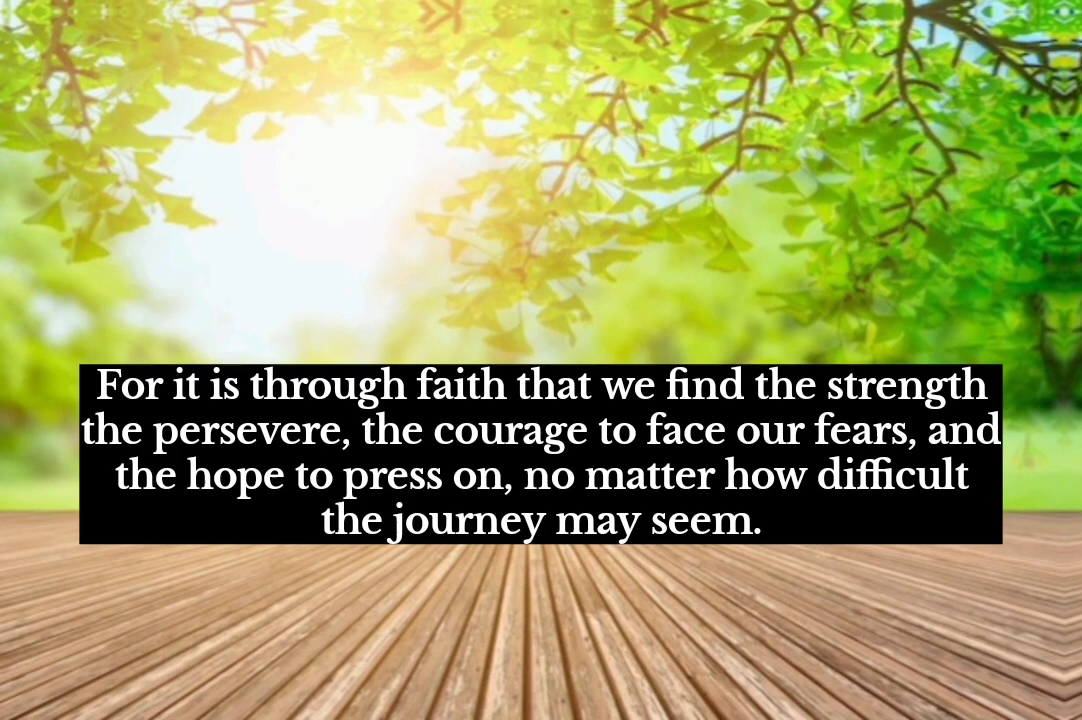 For it is through faith that we find the strength
the persevere, the courage to face our fears, and
the hope to press on, no matter how difficult
the journey may seem.